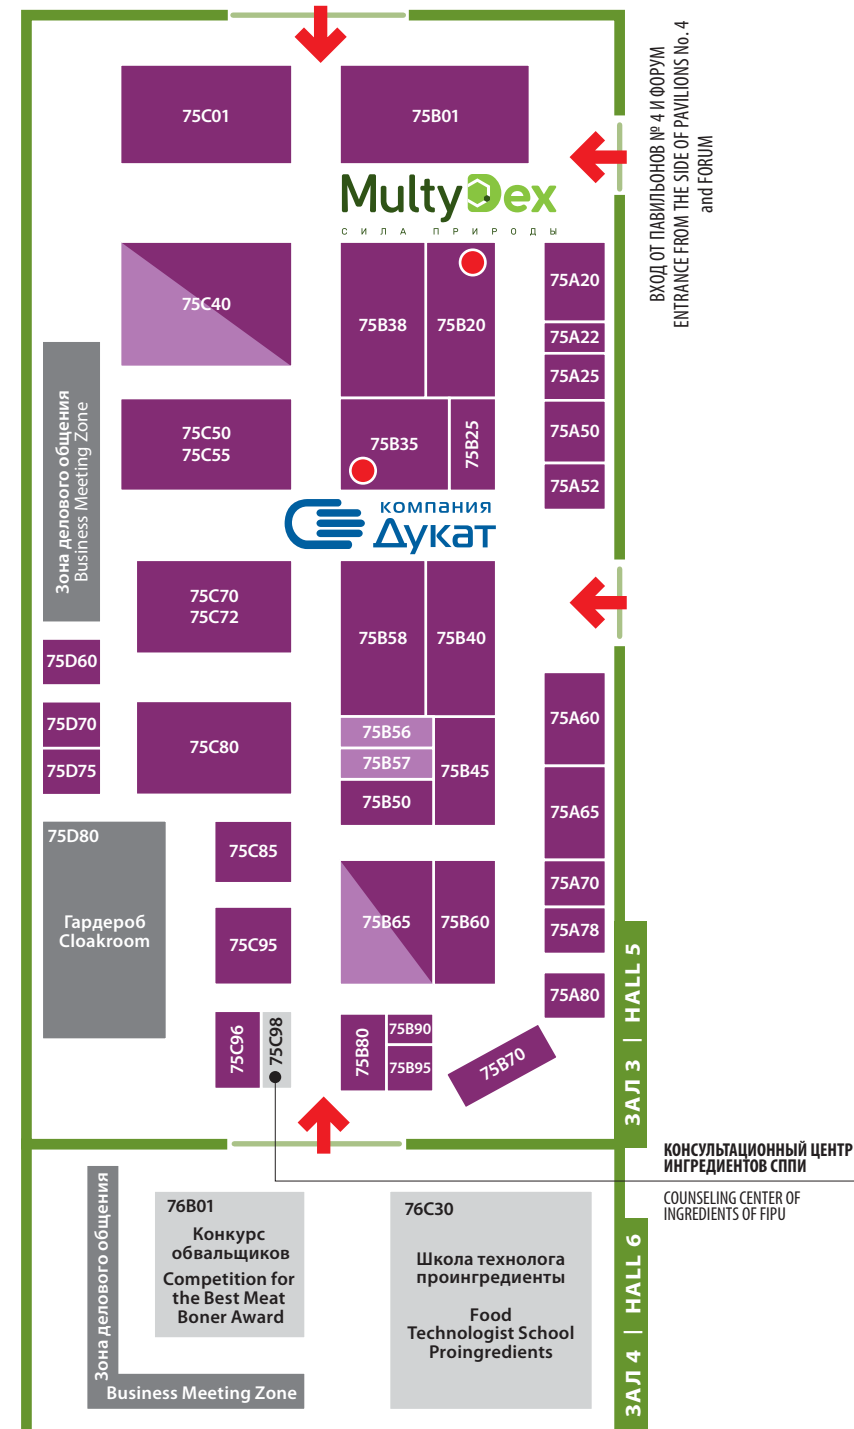 75C01
75B01
ВХОД ОТ ПАВИЛЬОНОВ № 4 И ФОРУМ
ENTRANCE FROM THE SIDE OF PAVILIONS No. 4
and FORUM
MultyDex
СИЛА ПРИРОДЫ
75C40
75B38
75B20
75A20
75A22
75A25
Зона делового общения
Business Meeting Zone
75C50
75C55
75B35
75B25
75A50
75A52
КОМПАНИЯ
Дукат
75C70
75C72
75B58
75B40
75D60
75D70
75D75
75C80
75B56
75B57
75B50
75B45
75A60
75A65
75D80
Гардероб
Cloakroom
75C85
75C95
75B65
75B60
75A70
75A78
75A80
75C96
75C98
75B80
75B90
75B95
75B70
ЗАЛ 3 | HALL 5
КОНСУЛЬТАЦИОННЫЙ ЦЕНТР
ИНГРЕДИЕНТОВ СППИ
COUNSELING CENTER OF
INGREDIENTS OF FIPU
Зона делового общения
Business Meeting Zone
76B01
Конкурс
обвальщиков
Competition for
the Best Meat
Boner Award
76C30
Школа технолога
проингредиенты
Food
Technologist School
Proingredients
ЗАЛ 4 | HALL 6